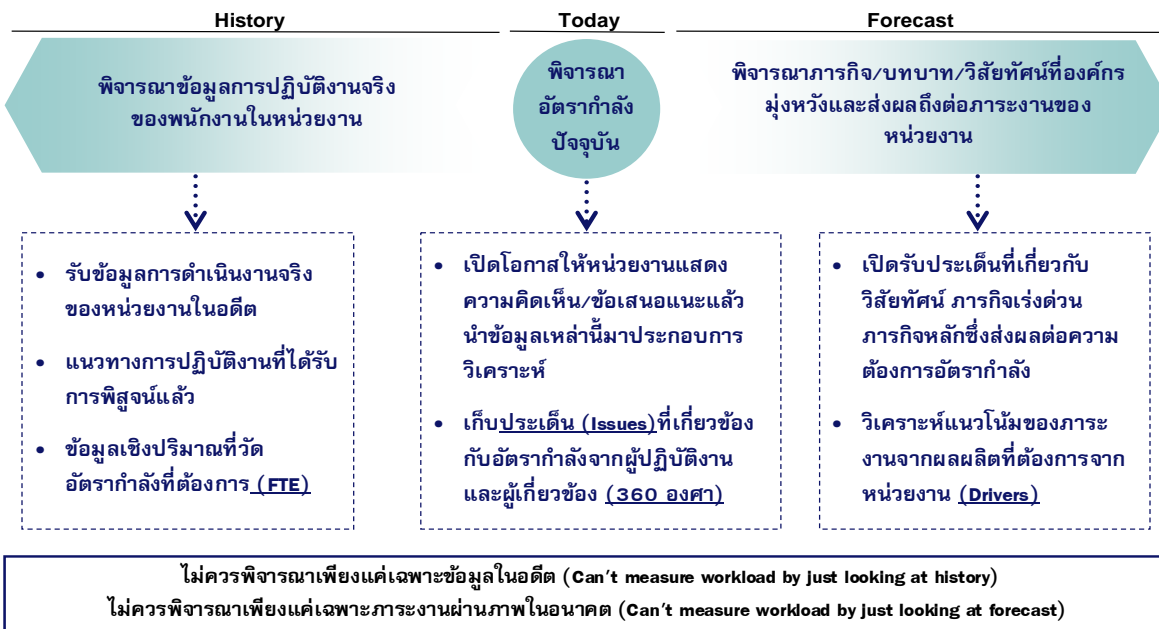 History
Today
Forecast
พิจารณาข้อมูลการปฏิบัติงานจริง
ของพนักงานในหน่วยงาน
พิจารณา
อัตรากำลัง
ปัจจุบัน
พิจารณาภารกิจ/บทบาท/วิสัยทัศน์ที่องค์กร
มุ่งหวังและส่งผลถึงต่อภาระงานของ
หน่วยงาน
• รับข้อมูลการดำเนินงานจริง
ของหน่วยงานในอดีต
• แนวทางการปฏิบัติงานที่ได้รับ
การพิสูจน์แล้ว
• ข้อมูลเชิงปริมาณที่วัด
อัตรากำลังที่ต้องการ (FTE)
• เปิดโอกาสให้หน่วยงานแสดง
ความคิดเห็น/ข้อเสนอแนะแล้ว
นำข้อมูลเหล่านี้มาประกอบการ
วิเคราะห์
• เก็บประเด็น (Issues)ที่เกี่ยวข้อง
กับอัตรากำลังจากผู้ปฏิบัติงาน
และผู้เกี่ยวข้อง (360 องศา)
• เปิดรับประเด็นที่เกี่ยวกับ
วิสัยทัศน์ ภารกิจเร่งด่วน
ภารกิจหลักซึ่งส่งผลต่อความ
ต้องการอัตรากำลัง
• วิเคราะห์แนวโน้มของภาระ
งานจากผลผลิตที่ต้องการจาก
หน่วยงาน (Drivers)
ไม่ควรพิจารณาเพียงแค่เฉพาะข้อมูลในอดีต (Can't measure workload by just looking at history)
ไม่ควรพิจารณาเพียงแค่เฉพาะภาระงานผ่านภาพในอนาคต (Can't measure workload by just looking at forecast)